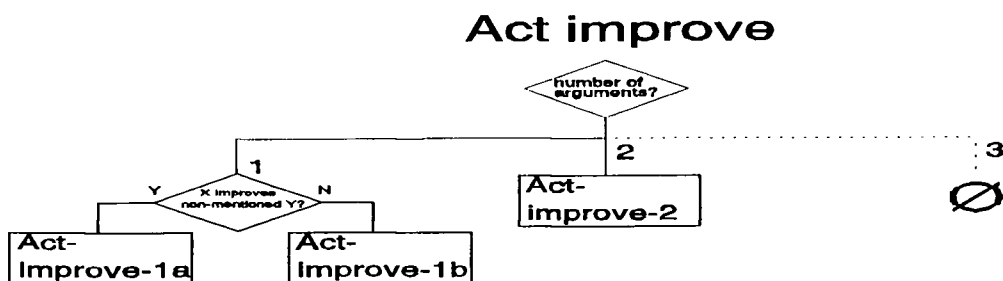 Act improve
number of
arguments?
1
2
3
Y
X improves
non-mentioned Y?
N
Act-
improve-2
Ø
Act-
Improve-1a
Act-
Improve-1b